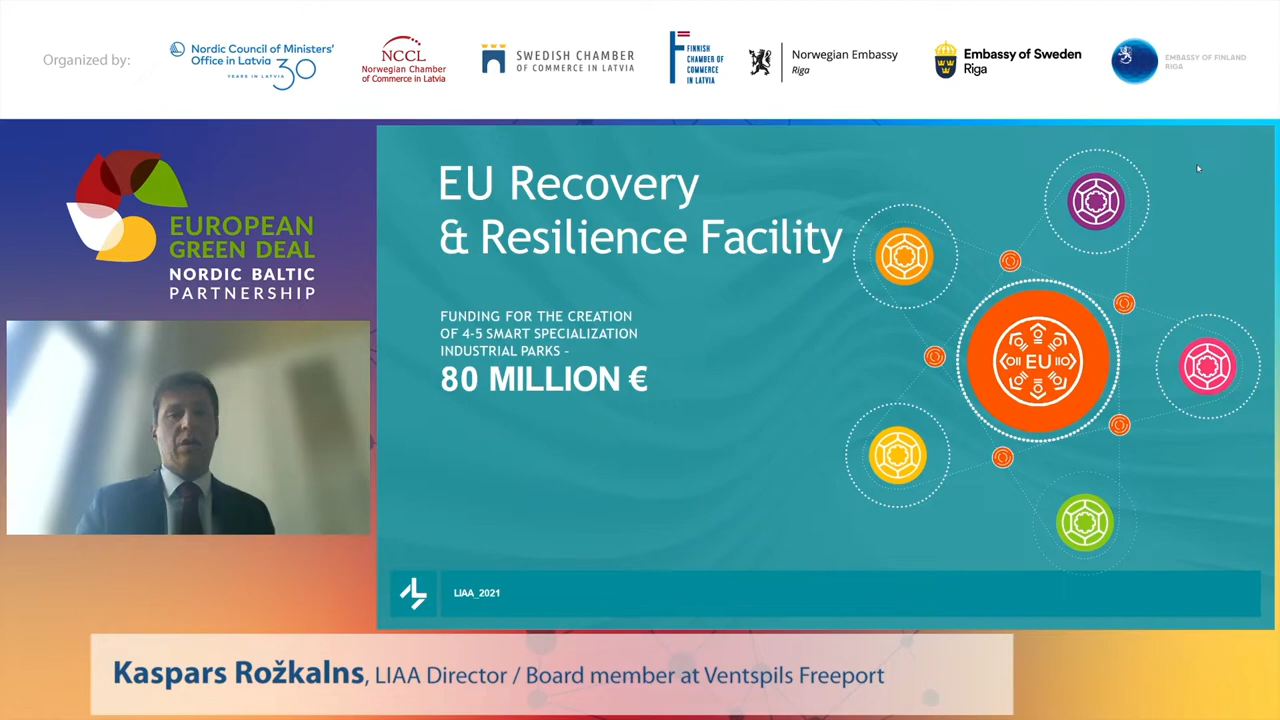 Organized by:
Nordic Council of Ministers'
Office in Latvia
YEARS IN LATVIA 30
NCCL
Norwegian Chamber
of Commerce in Latvia
SWEDISH CHAMBER
OF COMMERCE IN LATVIA
FINNISH
CHAMBER OF
COMMERCE
IN LATVIA
Norwegian Embassy
Riga
Embassy of Sweden
Riga
EMBASSY OF FINLAND
RIGA
EUROPEAN
GREEN DEAL
NORDIC BALTIC
PARTNERSHIP
EU Recovery
& Resilience Facility
FUNDING FOR THE CREATION
OF 4-5 SMART SPECIALIZATION
INDUSTRIAL PARKS -
80 MILLION €
EU
LIAA_2021
Kaspars Rožkalns, LIAA Director / Board member at Ventspils Freeport